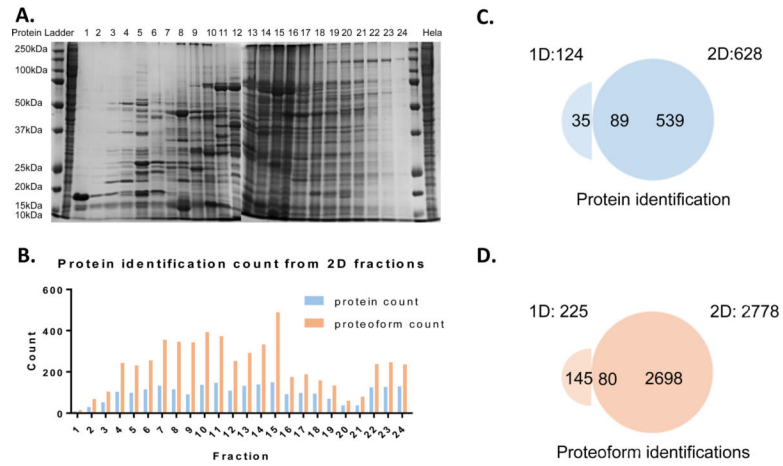 A.
Protein Ladder 1 2 3 4 5 6 7 8 9 10 11 12 13 14 15 16 17 18 19 20 21 22 23 24 Hela
250kDa
100kDa
50kDa
37kDa
25kDa
20kDa
15kDa
10kDa
B.
Protein identification count from 2D fractions
600
400
200
0
Count
protein count
proteoform count
1 2 3 4 5 6 7 8 9 10 11 12 13 14 15 16 17 18 19 20 21 22 23 24
Fraction
C.
1D:124 2D:628
35 89 539
Protein identification
D.
1D: 225 2D: 2778
145 80 2698
Proteoform identifications